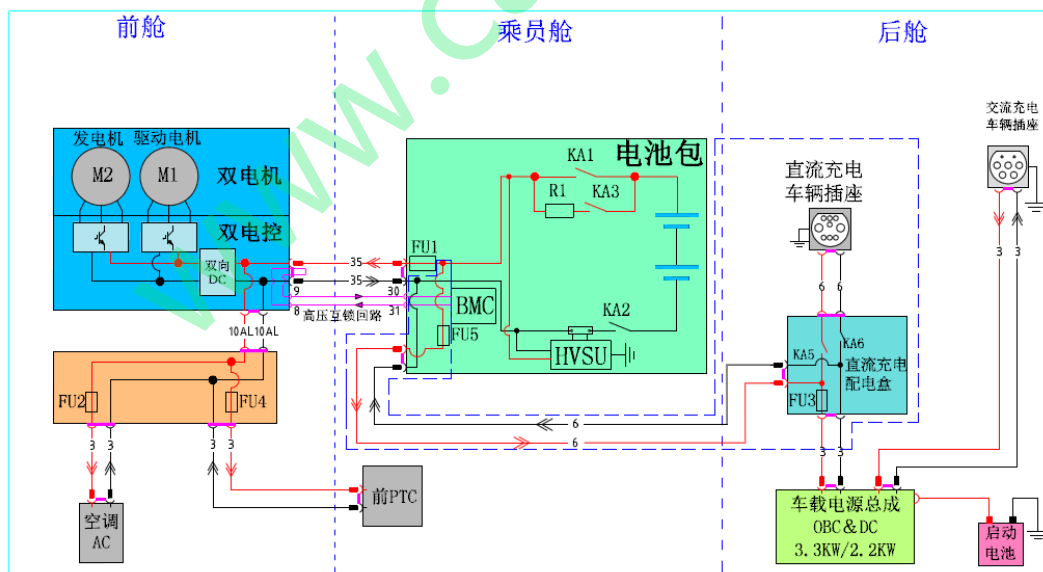 前舱
乘员舱
后舱
www.c
发电机
驱动电机
M2
M1
双电机
双电控
双向
DC
电池包
KA1
R1
KA3
FU1
35
35
9
30
8
31
高压互锁回路
BMC
FU5
KA2
HVSU
直流充电
车辆插座
交流充电
车辆插座
6
6
3
3
KA5
KA6
直流充电
配电盒
FU3
10AL
10AL
FU2
FU4
6
6
3
3
3
3
3
3
空调
AC
前PTC
车载电源总成
OBC&DC
3.3KW/2.2KW
启动
电池